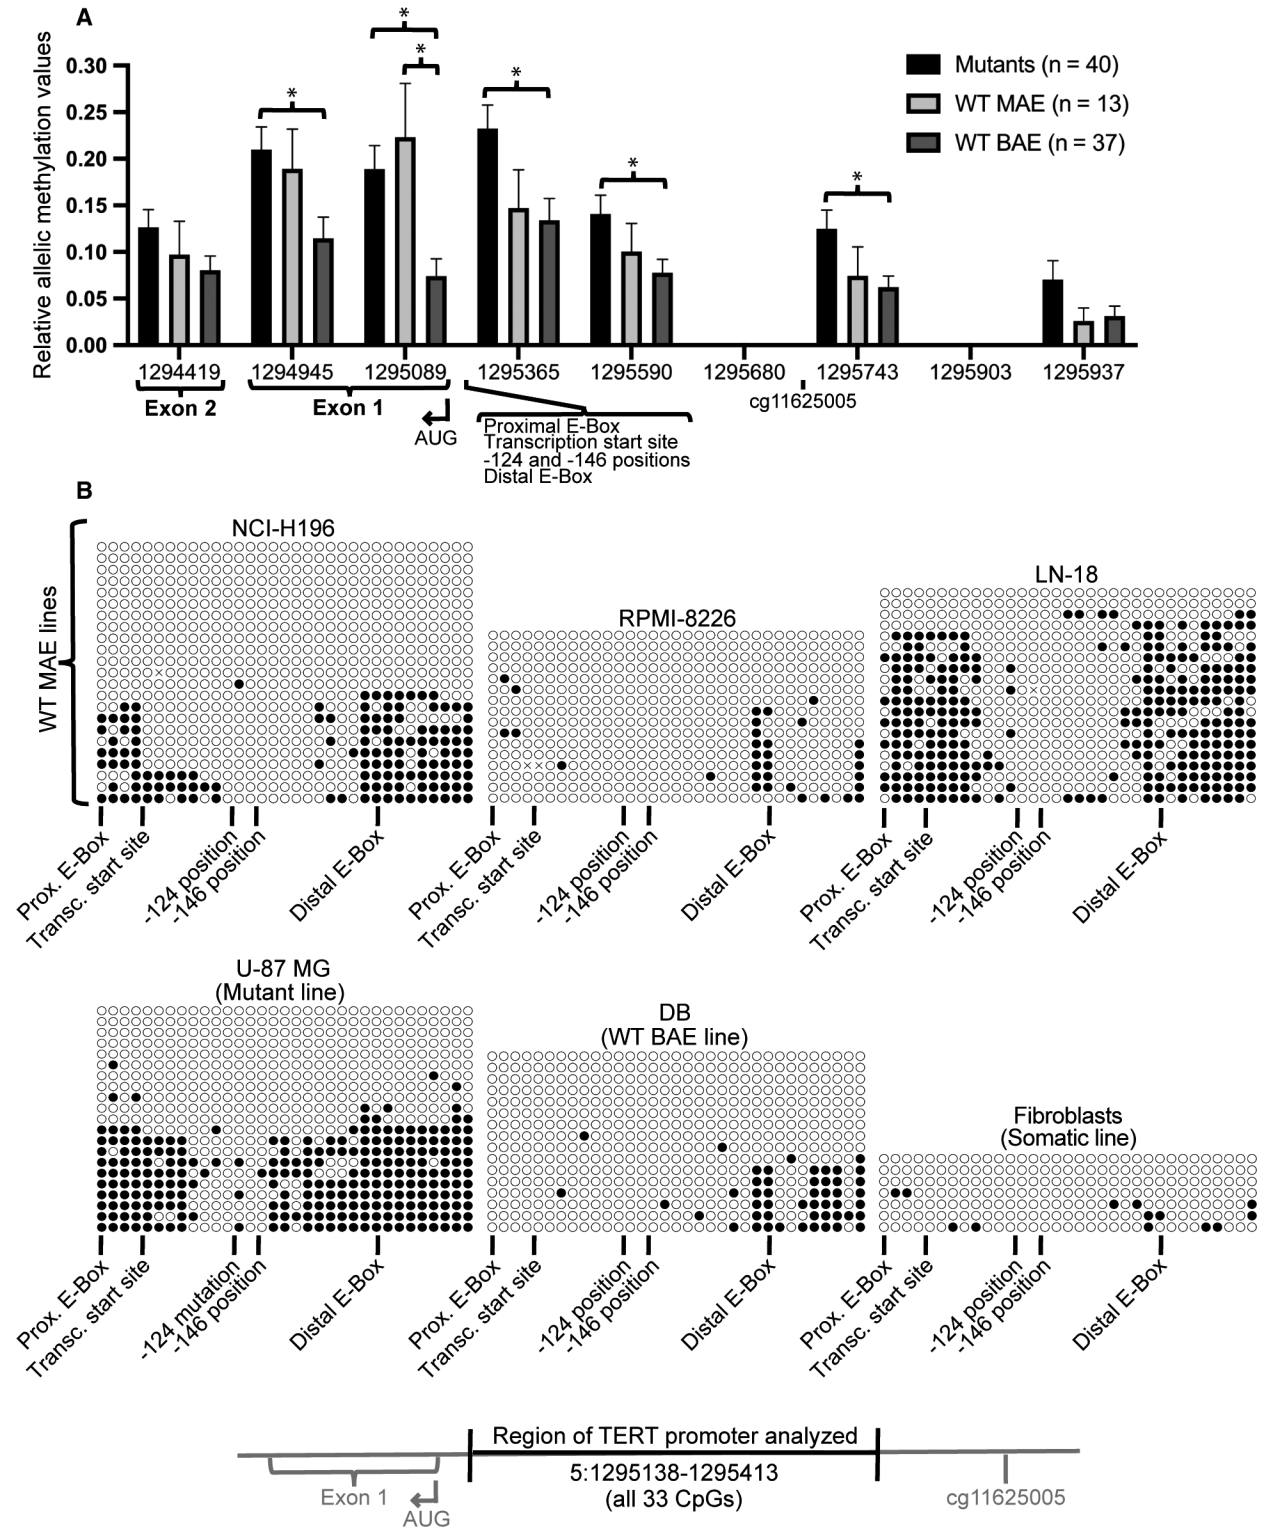 A
Relative allelic methylation values
0.30
0.25
0.20
0.15
0.10
0.05
0.00
*
*
*
*
*
*
Mutants (n = 40)
WT MAE (n = 13)
WT BAE (n = 37)
1294419 1294945 1295089 1295365 1295590 1295680 1295743 1295903 1295937
Exon 2
Exon 1
AUG
cg11625005
Proximal E-Box
Transcription start site
-124 and -146 positions
Distal E-Box
B
WT MAE lines
NCI-H196
RPMI-8226
LN-18
Prox. E-Box
Transc. start site
-124 position
-146 position
Distal E-Box
Prox. E-Box
Transc. start site
-124 position
-146 position
Distal E-Box
Prox. E-Box
Transc. start site
-124 position
-146 position
Distal E-Box
U-87 MG
(Mutant line)
DB
(WT BAE line)
Fibroblasts
(Somatic line)
Prox. E-Box
Transc. start site
-124 mutation
-146 position
Distal E-Box
Prox. E-Box
Transc. start site
-124 position
-146 position
Distal E-Box
Prox. E-Box
Transc. start site
-124 position
-146 position
Distal E-Box
Region of TERT promoter analyzed
5:1295138-1295413
(all 33 CpGs)
Exon 1
AUG
cg11625005